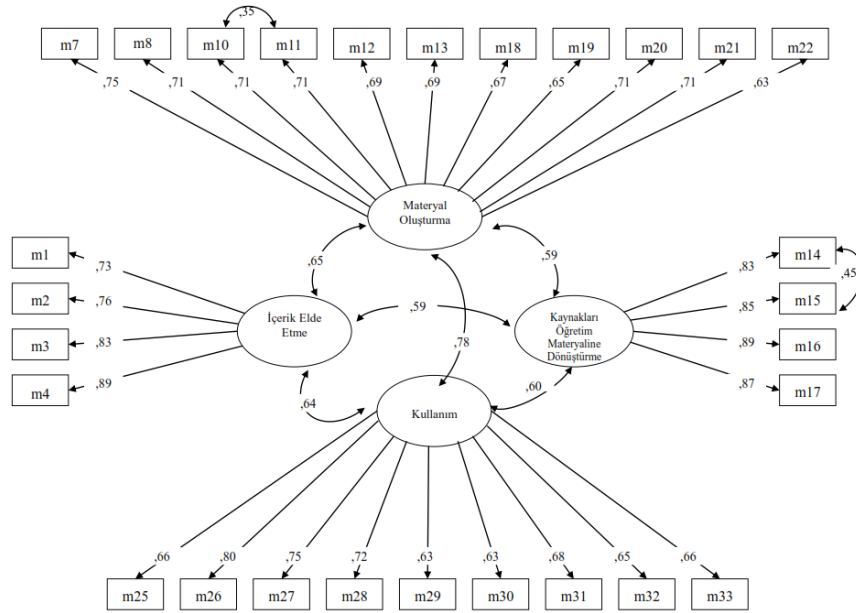 ,35
m7 m8 m10 m11 m12 m13 m18 m19 m20 m21 m22
,75 ,71 ,71 ,71 ,69 ,69 ,67 ,65 ,71 ,71 ,63
Materyal
Oluşturma
m1 ,73
m2 ,76
m3 ,83
m4 ,89
,65
,59
İçerik Elde
Etme
,59
,78
Kaynakları
Öğretim
Materyaline
Dönüştürme
,83 m14
,45
,85 m15
,89 m16
,87 m17
,64
,60
Kullanım
,66 ,80 ,75 ,72 ,63 ,63 ,68 ,65 ,66
m25 m26 m27 m28 m29 m30 m31 m32 m33